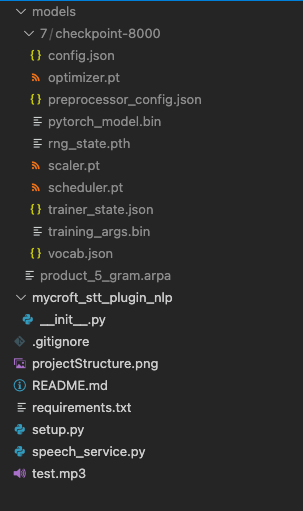 models
7/checkpoint-8000
{} config.json
optimizer.pt
{} preprocessor_config.json
pytorch_model.bin
rng_state.pth
scaler.pt
scheduler.pt
{} trainer_state.json
training_args.bin
{} vocab.json
product_5_gram.arpa
mycroft_stt_plugin_nlp
__init__.py
.gitignore
projectStructure.png
README.md
requirements.txt
setup.py
speech_service.py
test.mp3